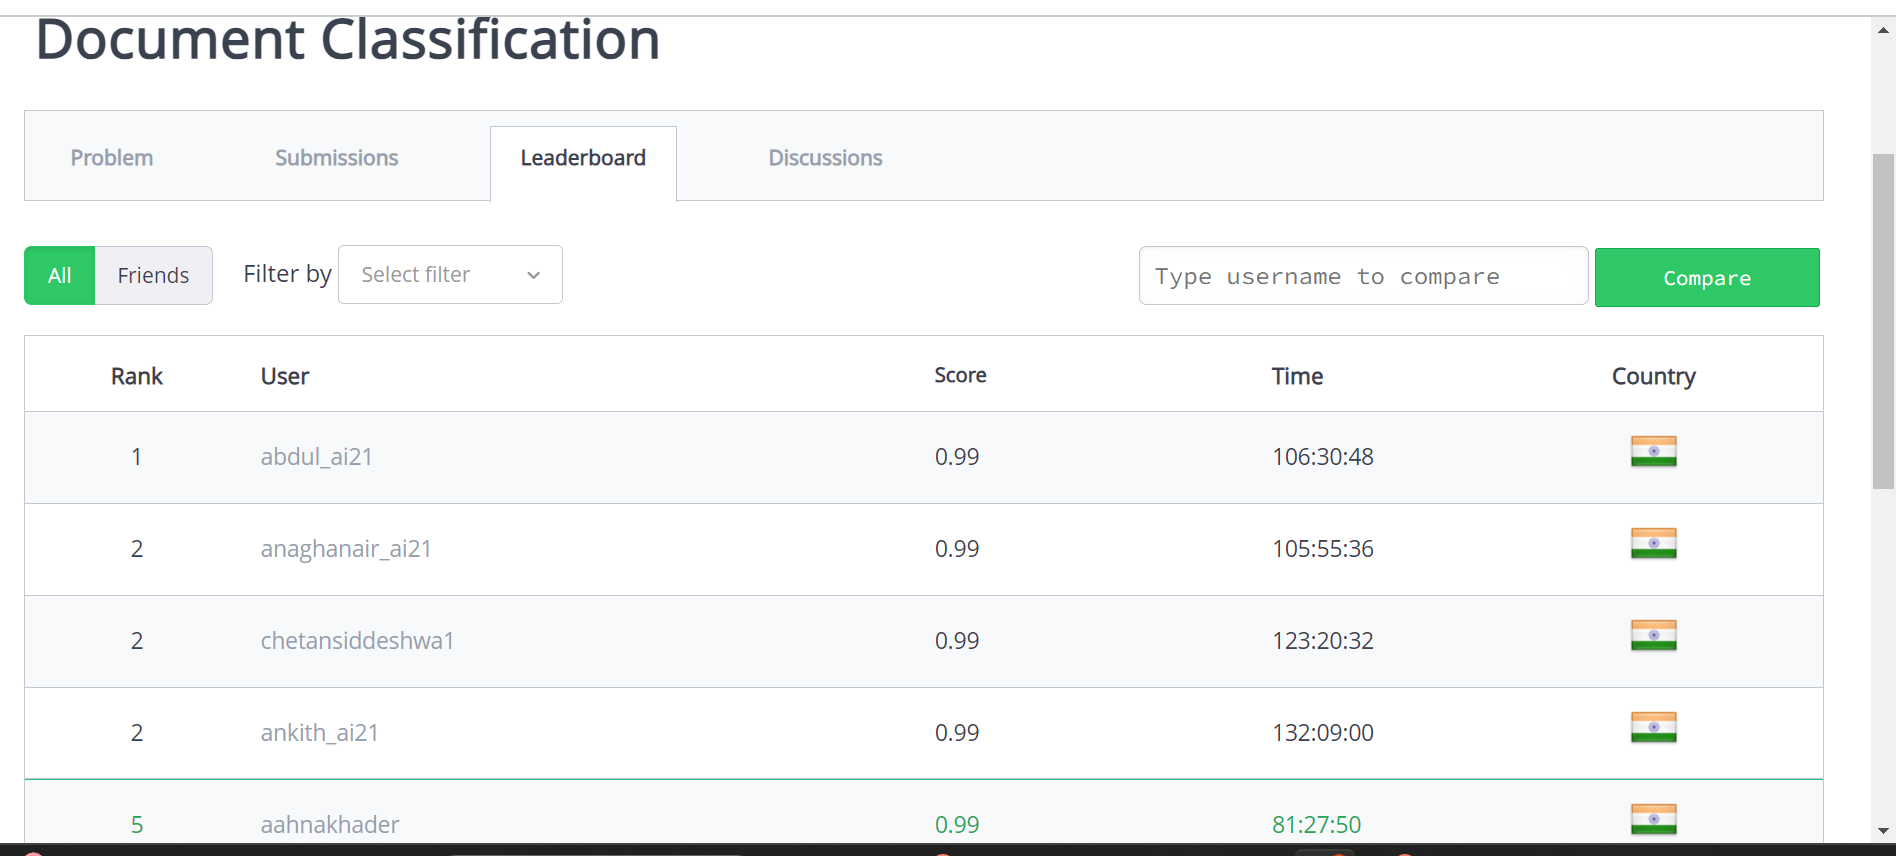 Document Classification
Problem Submissions Leaderboard Discussions
All Friends Filter by Select filter Type username to compare Compare
Rank User Score Time Country
1 abdul_ai21 0.99 106:30:48
2 anaghanair_ai21 0.99 105:55:36
2 chetansiddeshwa1 0.99 123:20:32
2 ankith_ai21 0.99 132:09:00
5 aahnakhader 0.99 81:27:50